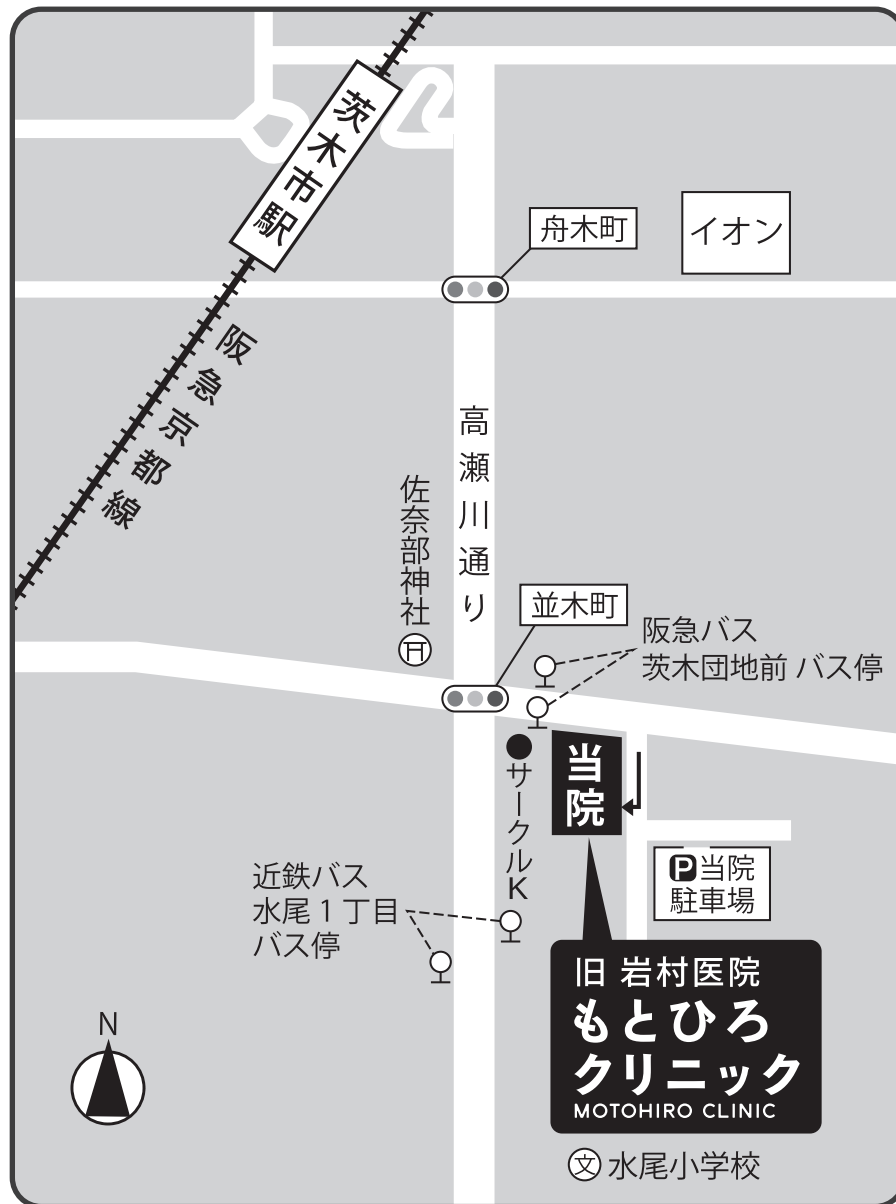 茨木市駅
舟木町
イオン
阪急京都線
高瀬川通り
佐奈部神社
並木町
阪急バス
茨木団地前 バス停
サークルK
当院
P当院
駐車場
近鉄バス
水尾1丁目
バス停
旧 岩村医院
もとひろ
クリニック
MOTOHIRO CLINIC
N
文 水尾小学校